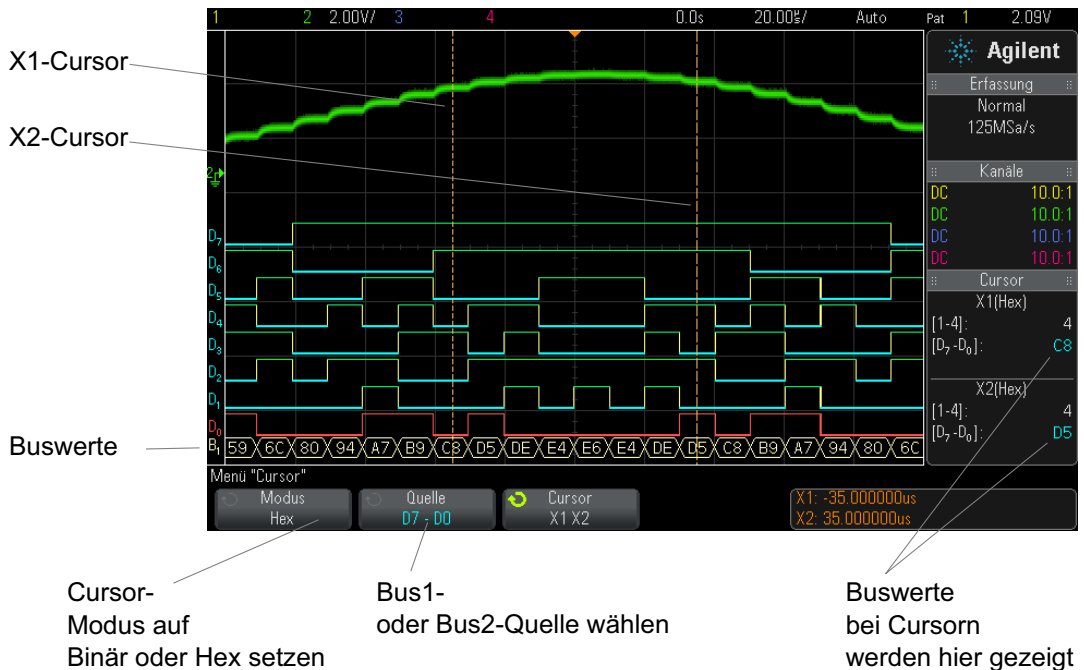 1 2 2.00V/ 3 4 0.0s 20.00㎲/ Auto Pat 1 2.09V
X1-Cursor
X2-Cursor
Buswerte
Agilent
Erfassung
Normal
125MSa/s
Kanäle
DC 10.0:1
DC 10.0:1
DC 10.0:1
DC 10.0:1
Cursor
X1(Hex)
[1-4]: 4
[D7-D0]: C8
X2(Hex)
[1-4]: 4
[D7-D0]: D5
2
D7
D6
D5
D4
D3
D2
D1
D0
B1 59 6C 80 94 A7 B9 C8 D5 DE E4 E6 E4 DE D5 C8 B9 A7 94 80 6C
Menü "Cursor"
Modus
Hex
Quelle
D7 - D0
Cursor
X1 X2
X1: -35.000000us
X2: 35.000000us
Cursor-
Modus auf
Binär oder Hex setzen
Bus1-
oder Bus2-Quelle wählen
Buswerte
bei Cursorn
werden hier gezeigt